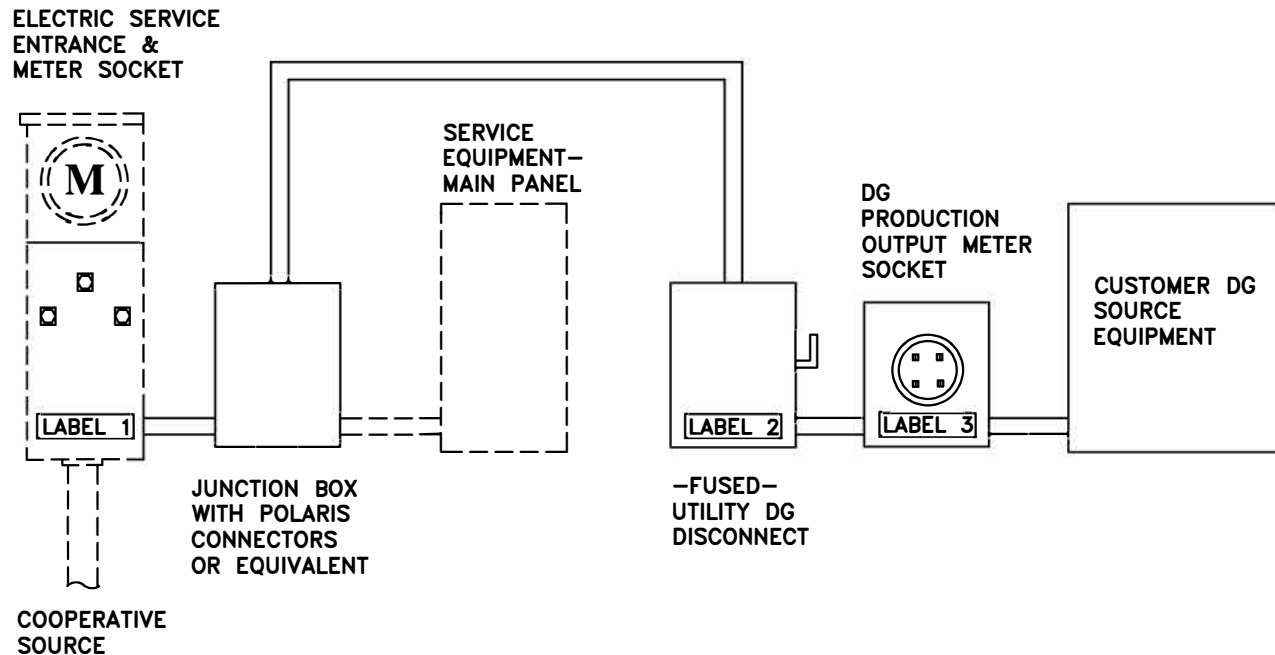 ELECTRIC SERVICE
ENTRANCE &
METER SOCKET
M
LABEL 1
COOPERATIVE
SOURCE
JUNCTION BOX
WITH POLARIS
CONNECTORS
OR EQUIVALENT
SERVICE
EQUIPMENT-
MAIN PANEL
LABEL 2
-FUSED-
UTILITY DG
DISCONNECT
DG
PRODUCTION
OUTPUT METER
SOCKET
LABEL 3
CUSTOMER DG
SOURCE
EQUIPMENT